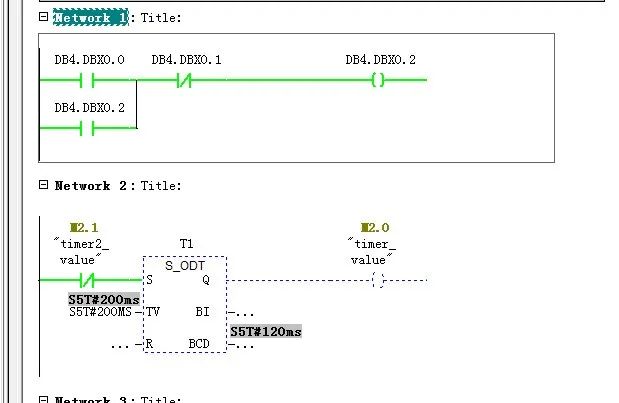 Network 1: Title:
DB4.DBX0.0 DB4.DBX0.1 DB4.DBX0.2
DB4.DBX0.2
Network 2: Title:
M2.1 M2.0
"timer2_ T1 "timer_
value" value"
S_ODT
S Q
S5T#200ms
S5T#200MS TV BI ...
S5T#120ms
... R BCD ...
Network 3: Title: